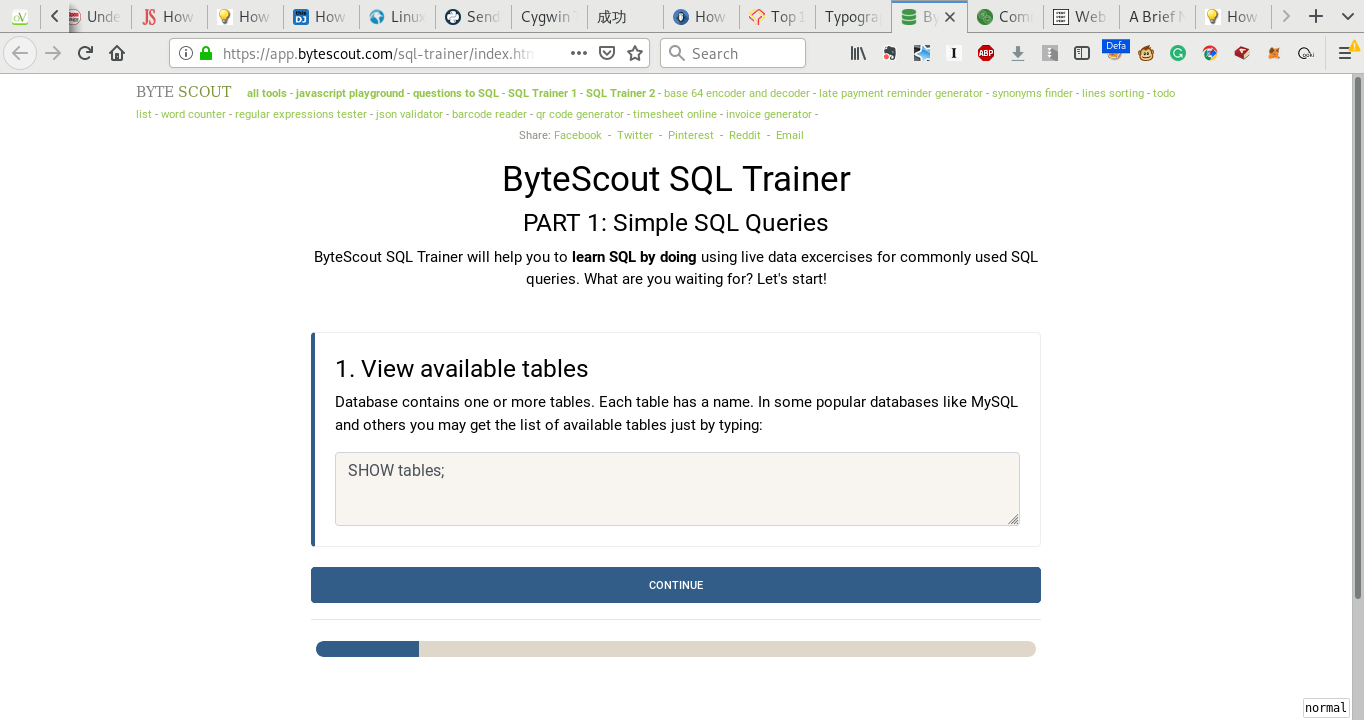 Unde
How
How
How
Linux
Send
Cygwin
成功
How
Top
Typogra
By
Com
Web
A Brief
How
https://app.bytescout.com/sql-trainer/index.htm
Search
ABP
Defa
BYTE SCOUT all tools - javascript playground - questions to SQL - SQL Trainer 1 - SQL Trainer 2 - base 64 encoder and decoder - late payment reminder generator - synonyms finder - lines sorting - todo
list - word counter - regular expressions tester - json validator - barcode reader - qr code generator - timesheet online - invoice generator -
Share: Facebook - Twitter - Pinterest - Reddit - Email
ByteScout SQL Trainer
PART 1: Simple SQL Queries
ByteScout SQL Trainer will help you to learn SQL by doing using live data excercises for commonly used SQL
queries. What are you waiting for? Let's start!
1. View available tables
Database contains one or more tables. Each table has a name. In some popular databases like MySQL
and others you may get the list of available tables just by typing:
SHOW tables;
CONTINUE
normal